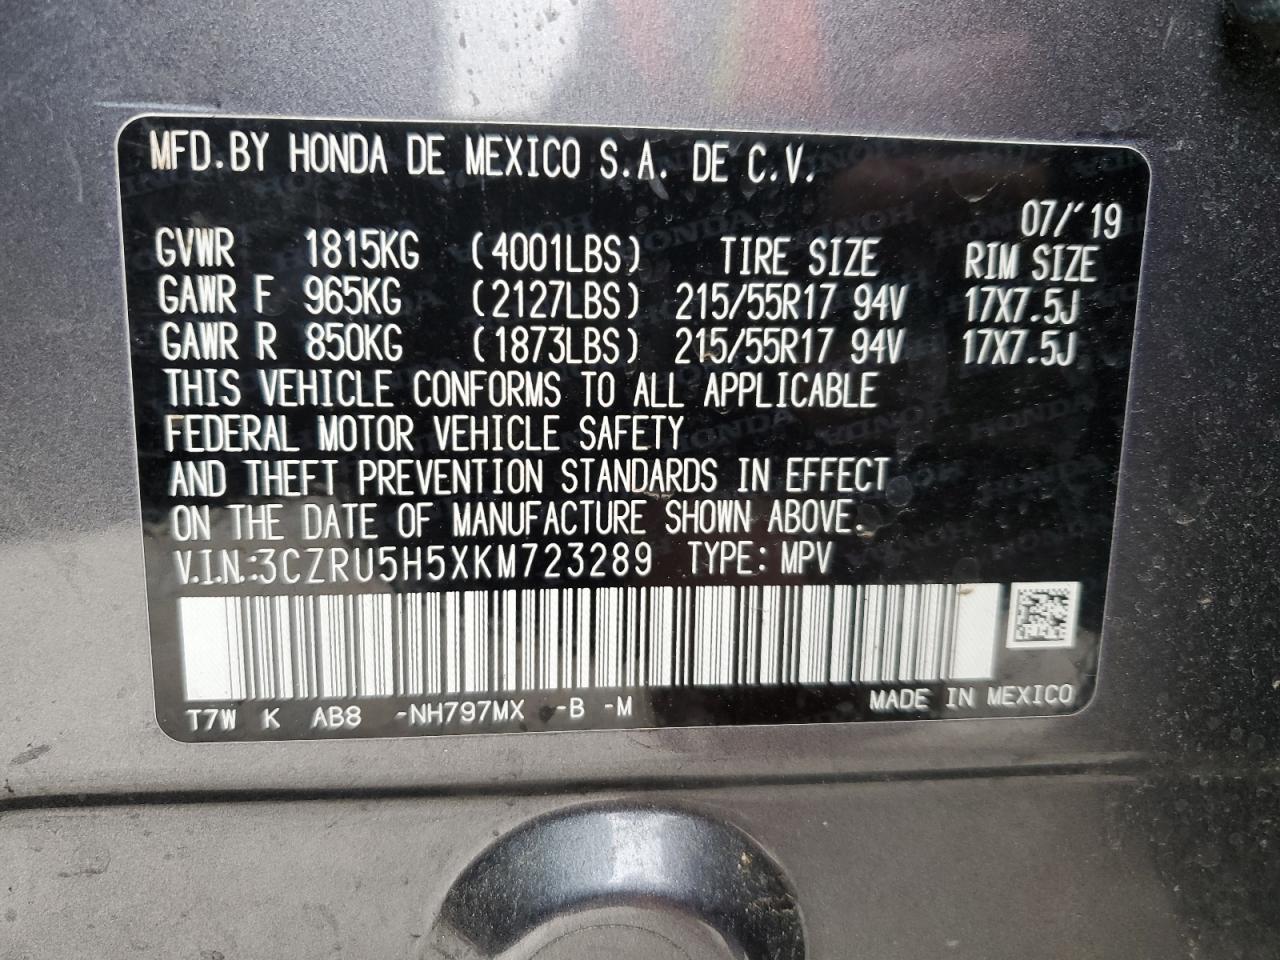 MFD.BY HONDA DE MEXICO S.A. DE C.V.
07/'19
GVWR 1815KG (4001LBS) TIRE SIZE RIM SIZE
GAWR F 965KG (2127LBS) 215/55R17 94V 17X7.5J
GAWR R 850KG (1873LBS) 215/55R17 94V 17X7.5J
THIS VEHICLE CONFORMS TO ALL APPLICABLE
FEDERAL MOTOR VEHICLE SAFETY
AND THEFT PREVENTION STANDARDS IN EFFECT
ON THE DATE OF MANUFACTURE SHOWN ABOVE.
V.I.N.:3CZRU5H5XKM723289 TYPE: MPV
T7W K AB8 -NH797MX -B -M MADE IN MEXICO